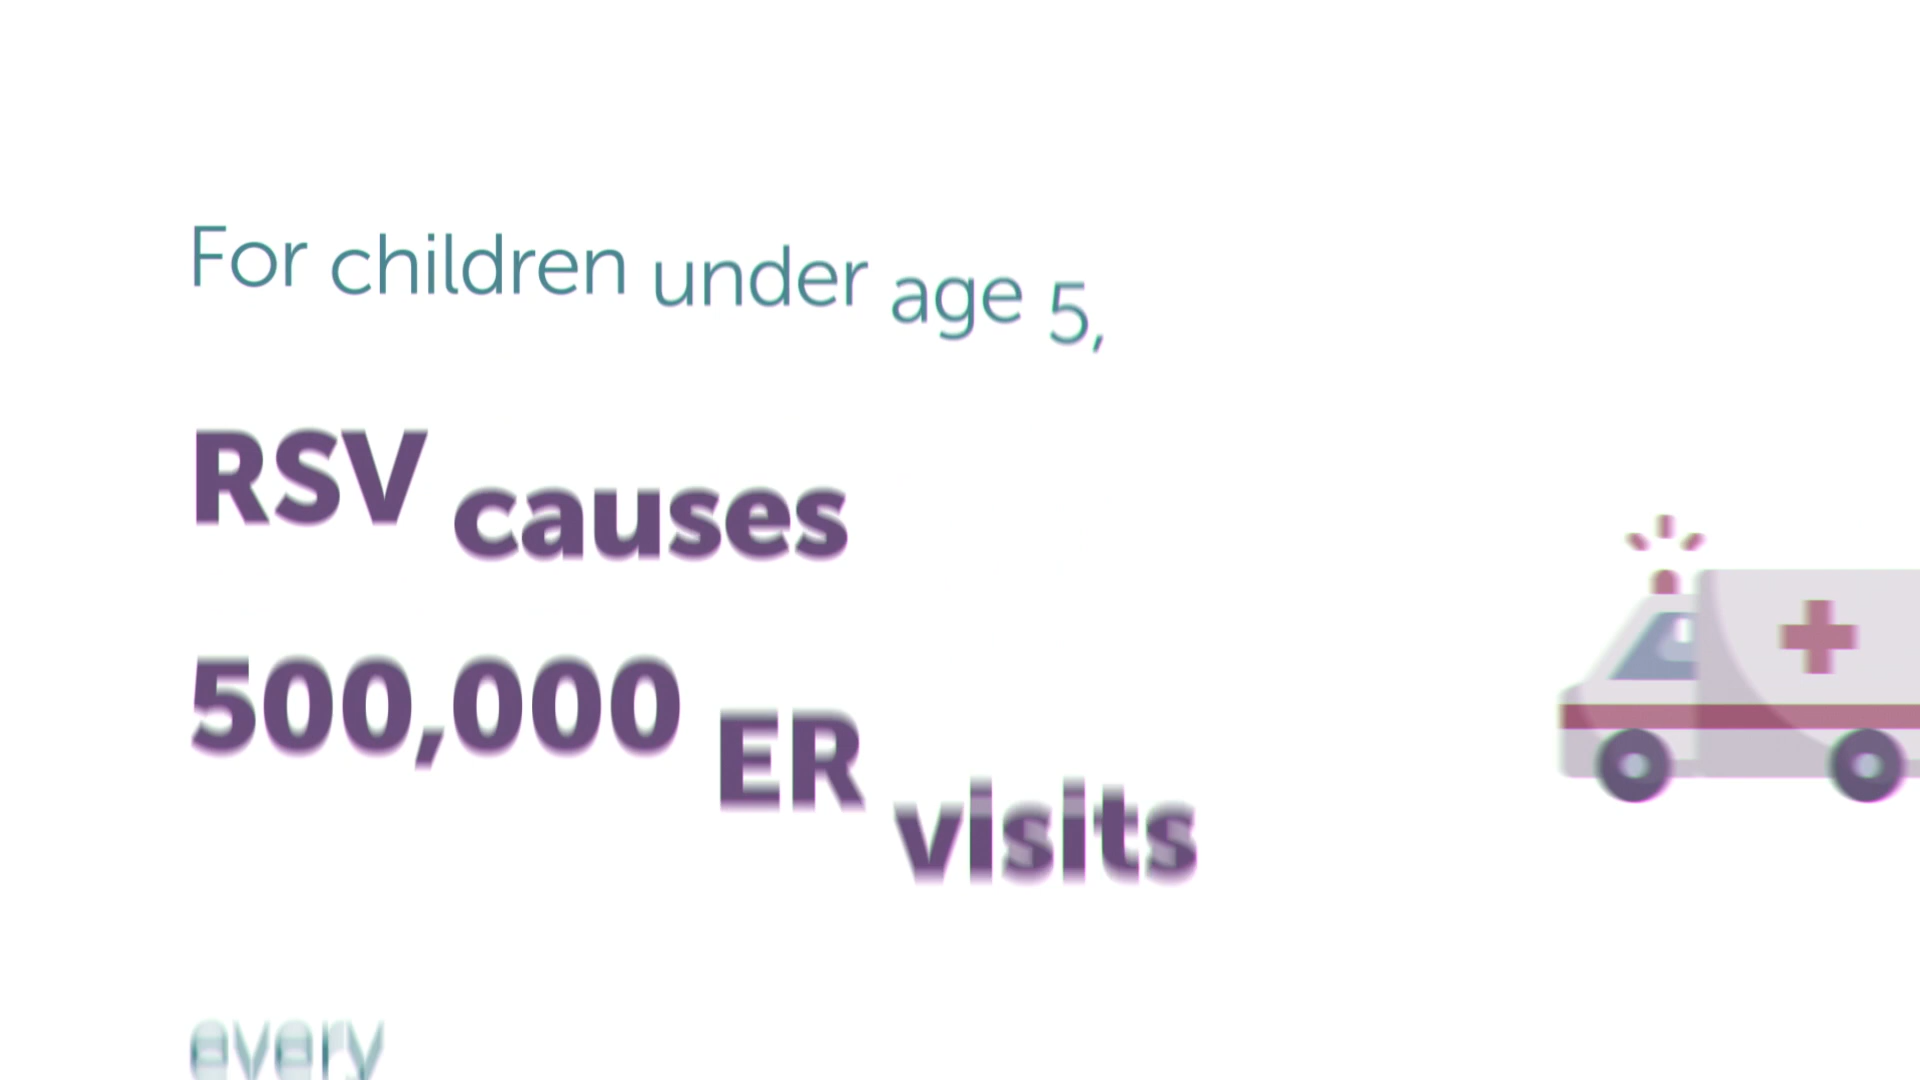 For children under age 5,
RSV causes
500,000 ER visits
every